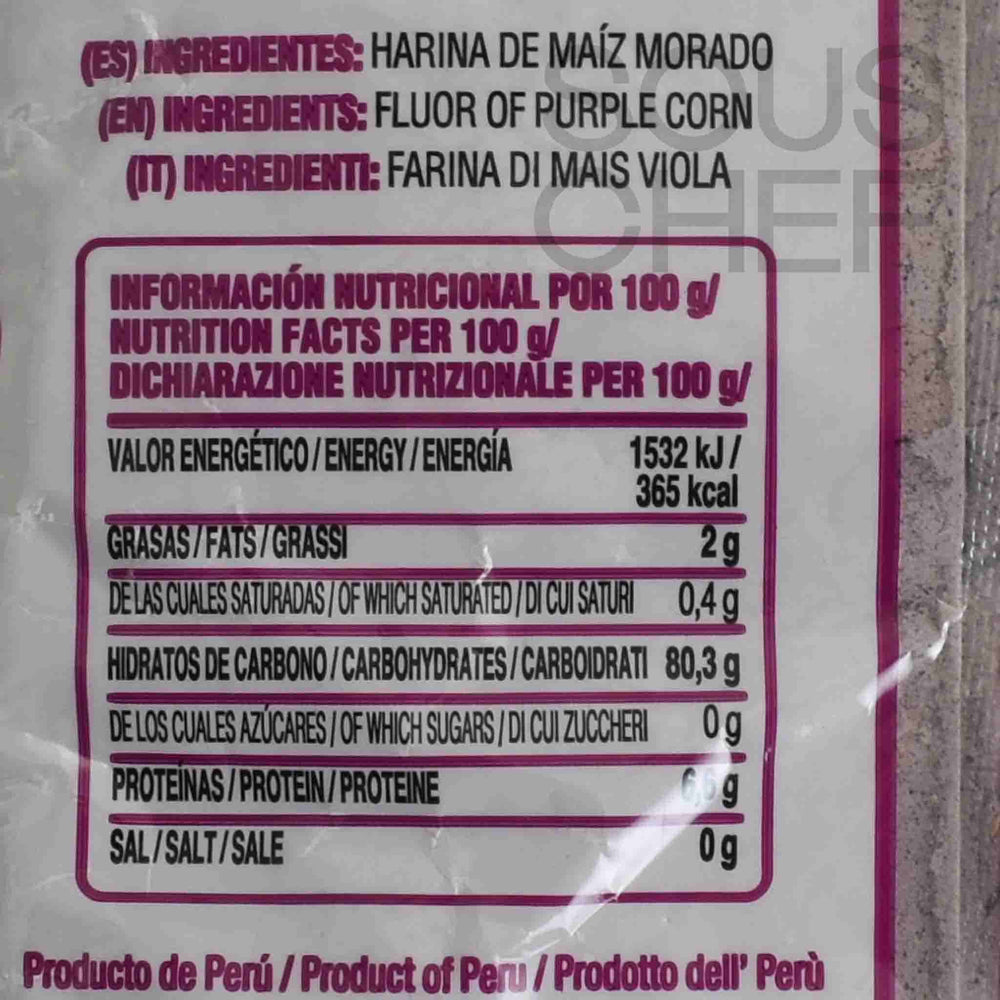 (ES) INGREDIENTES: HARINA DE MAÍZ MORADO
(EN) INGREDIENTS: FLUOR OF PURPLE CORN
(IT) INGREDIENTI: FARINA DI MAIS VIOLA
SOUS
CHEF
INFORMACIÓN NUTRICIONAL POR 100 g/
NUTRITION FACTS PER 100 g/
DICHIARAZIONE NUTRIZIONALE PER 100 g/
VALOR ENERGÉTICO / ENERGY / ENERGÍA 1532 kJ /
365 kcal
GRASAS / FATS / GRASSI 2 g
DE LAS CUALES SATURADAS / OF WHICH SATURATED / DI CUI SATURI 0,4 g
HIDRATOS DE CARBONO / CARBOHYDRATES / CARBOIDRATI 80,3 g
DE LOS CUALES AZÚCARES / OF WHICH SUGARS / DI CUI ZUCCHERI 0 g
PROTEÍNAS / PROTEIN / PROTEINE 6,6 g
SAL / SALT / SALE 0 g
Producto de Perú / Product of Peru / Prodotto dell' Perù